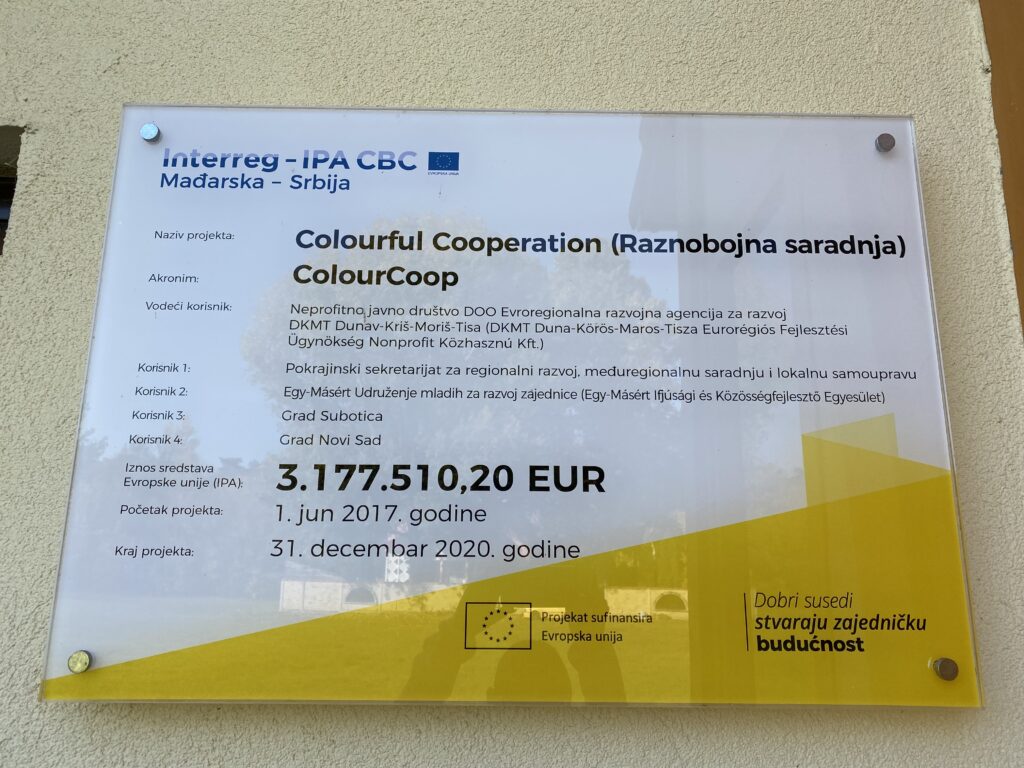 Interreg - IPA CBC
EVROPSKA UNIJA
Mađarska – Srbija
Naziv projekta: Colourful Cooperation (Raznobojna saradnja)
Akronim: ColourCoop
Vodeći korisnik: Neprofitno javno društvo DOO Evroregionalna razvojna agencija za razvoj
DKMT Dunav-Kriš-Moriš-Tisa (DKMT Duna-Körös-Maros-Tisza Eurorégiós Fejlesztési
Ügynökség Nonprofit Közhasznú Kft.)
Korisnik 1: Pokrajinski sekretarijat za regionalni razvoj, međuregionalnu saradnju i lokalnu samoupravu
Korisnik 2: Egy-Másért Udruženje mladih za razvoj zajednice (Egy-Másért Ifjúsági és Közösségfejlesztő Egyesület)
Korisnik 3: Grad Subotica
Korisnik 4: Grad Novi Sad
Iznos sredstava
Evropske unije (IPA): 3.177.510,20 EUR
Početak projekta: 1. jun 2017. godine
Kraj projekta: 31. decembar 2020. godine
Projekat sufinansira
Evropska unija
Dobri susedi
stvaraju zajedničku
budućnost